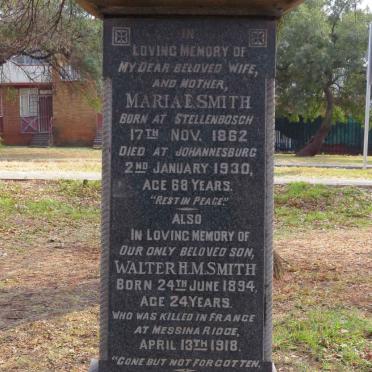 IN
LOVING MEMORY OF
MY DEAR BELOVED WIFE,
AND MOTHER,
MARIA E. SMITH
BORN AT STELLENBOSCH
17TH NOV. 1862
DIED AT JOHANNESBURG
2ND JANUARY 1930,
AGE 68 YEARS.
"REST IN PEACE."
ALSO
IN LOVING MEMORY OF
OUR ONLY BELOVED SON,
WALTER H.M. SMITH
BORN 24TH JUNE 1894,
AGE 24 YEARS.
WHO WAS KILLED IN FRANCE
AT MESSINA RIDGE,
APRIL 13TH 1918.
"GONE BUT NOT FORGOTTEN,